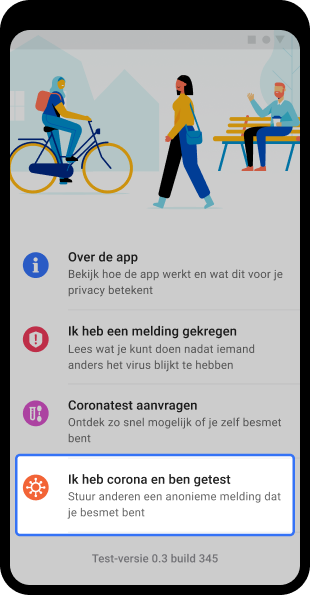 Over de app
Bekijk hoe de app werkt en wat dit voor je
privacy betekent
Ik heb een melding gekregen
Lees wat je kunt doen nadat iemand
anders het virus blijkt te hebben
Coronatest aanvragen
Ontdek zo snel mogelijk of je zelf besmet
bent
Ik heb corona en ben getest
Stuur anderen een anonieme melding dat
je besmet bent
Test-versie 0.3 build 345